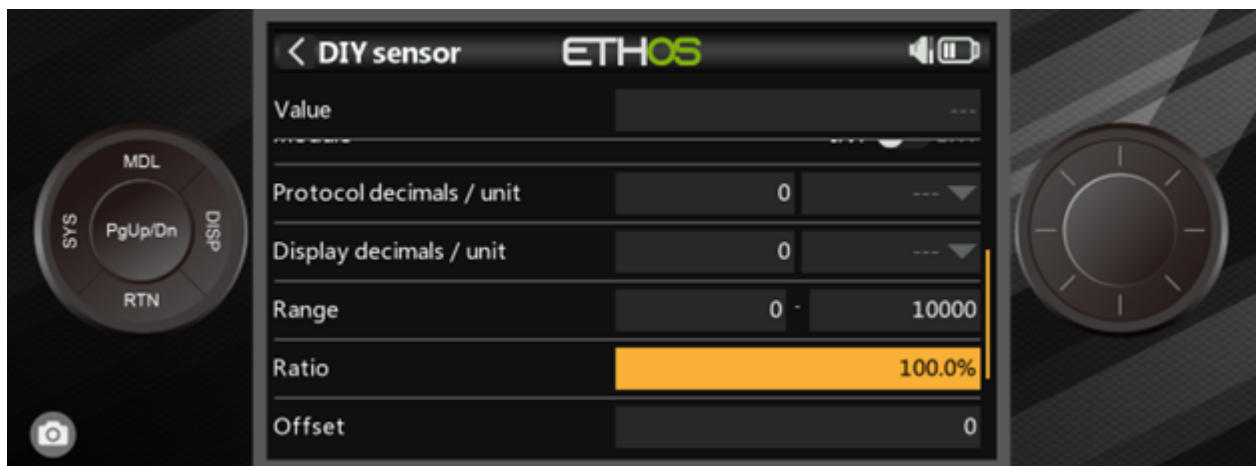 DIY sensor ETHOS
Value ---
MDL
Protocol decimals / unit 0 ---
SYS PgUp/Dn DISP
Display decimals / unit 0 ---
RTN
Range 0 - 10000
Ratio 100.0%
Offset 0